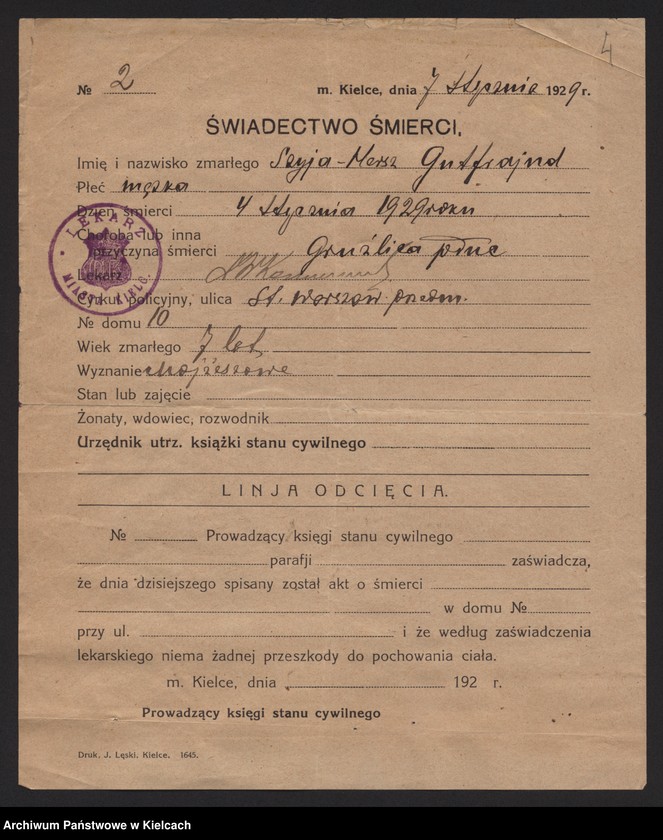 4
№ 2 m. Kielce, dnia 7 stycznia 1929 r.
ŚWIADECTWO ŚMIERCI.
Imię i nazwisko zmarłego Szyja-Mersz Gutfrajnd
Płeć męska
Dzień śmierci 4 stycznia 1929 roku
Choroba lub inna
przyczyna śmierci Gruźlica płuc
Lekarz
LEKARZ MIASTA KIELC.
Cyrkuł policyjny, ulica St. Warszaw przedm.
№ domu 10
Wiek zmarłego 7 lat
Wyznanie mojżeszowe
Stan lub zajęcie
Żonaty, wdowiec, rozwodnik
Urzędnik utrz. książki stanu cywilnego
LINJA ODCIĘCIA.
№ Prowadzący księgi stanu cywilnego
parafji zaświadcza,
że dnia dzisiejszego spisany został akt o śmierci
w domu №
przy ul. i że według zaświadczenia
lekarskiego niema żadnej przeszkody do pochowania ciała.
m. Kielce, dnia 192 r.
Prowadzący księgi stanu cywilnego
Druk. J. Łęski, Kielce. 1645.
Archiwum Państwowe w Kielcach